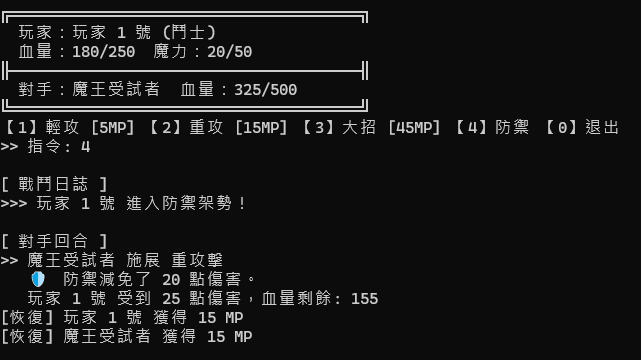 玩家：玩家 1 號 (鬥士)
血量：180/250 魔力：20/50
對手：魔王受試者 血量：325/500
【1】輕攻 [5MP] 【2】重攻 [15MP] 【3】大招 [45MP] 【4】防禦 【0】退出
>> 指令: 4
[ 戰鬥日誌 ]
>>> 玩家 1 號 進入防禦架勢！
[ 對手回合 ]
>> 魔王受試者 施展 重攻擊
🛡️ 防禦減免了 20 點傷害。
玩家 1 號 受到 25 點傷害，血量剩餘: 155
[恢復] 玩家 1 號 獲得 15 MP
[恢復] 魔王受試者 獲得 15 MP